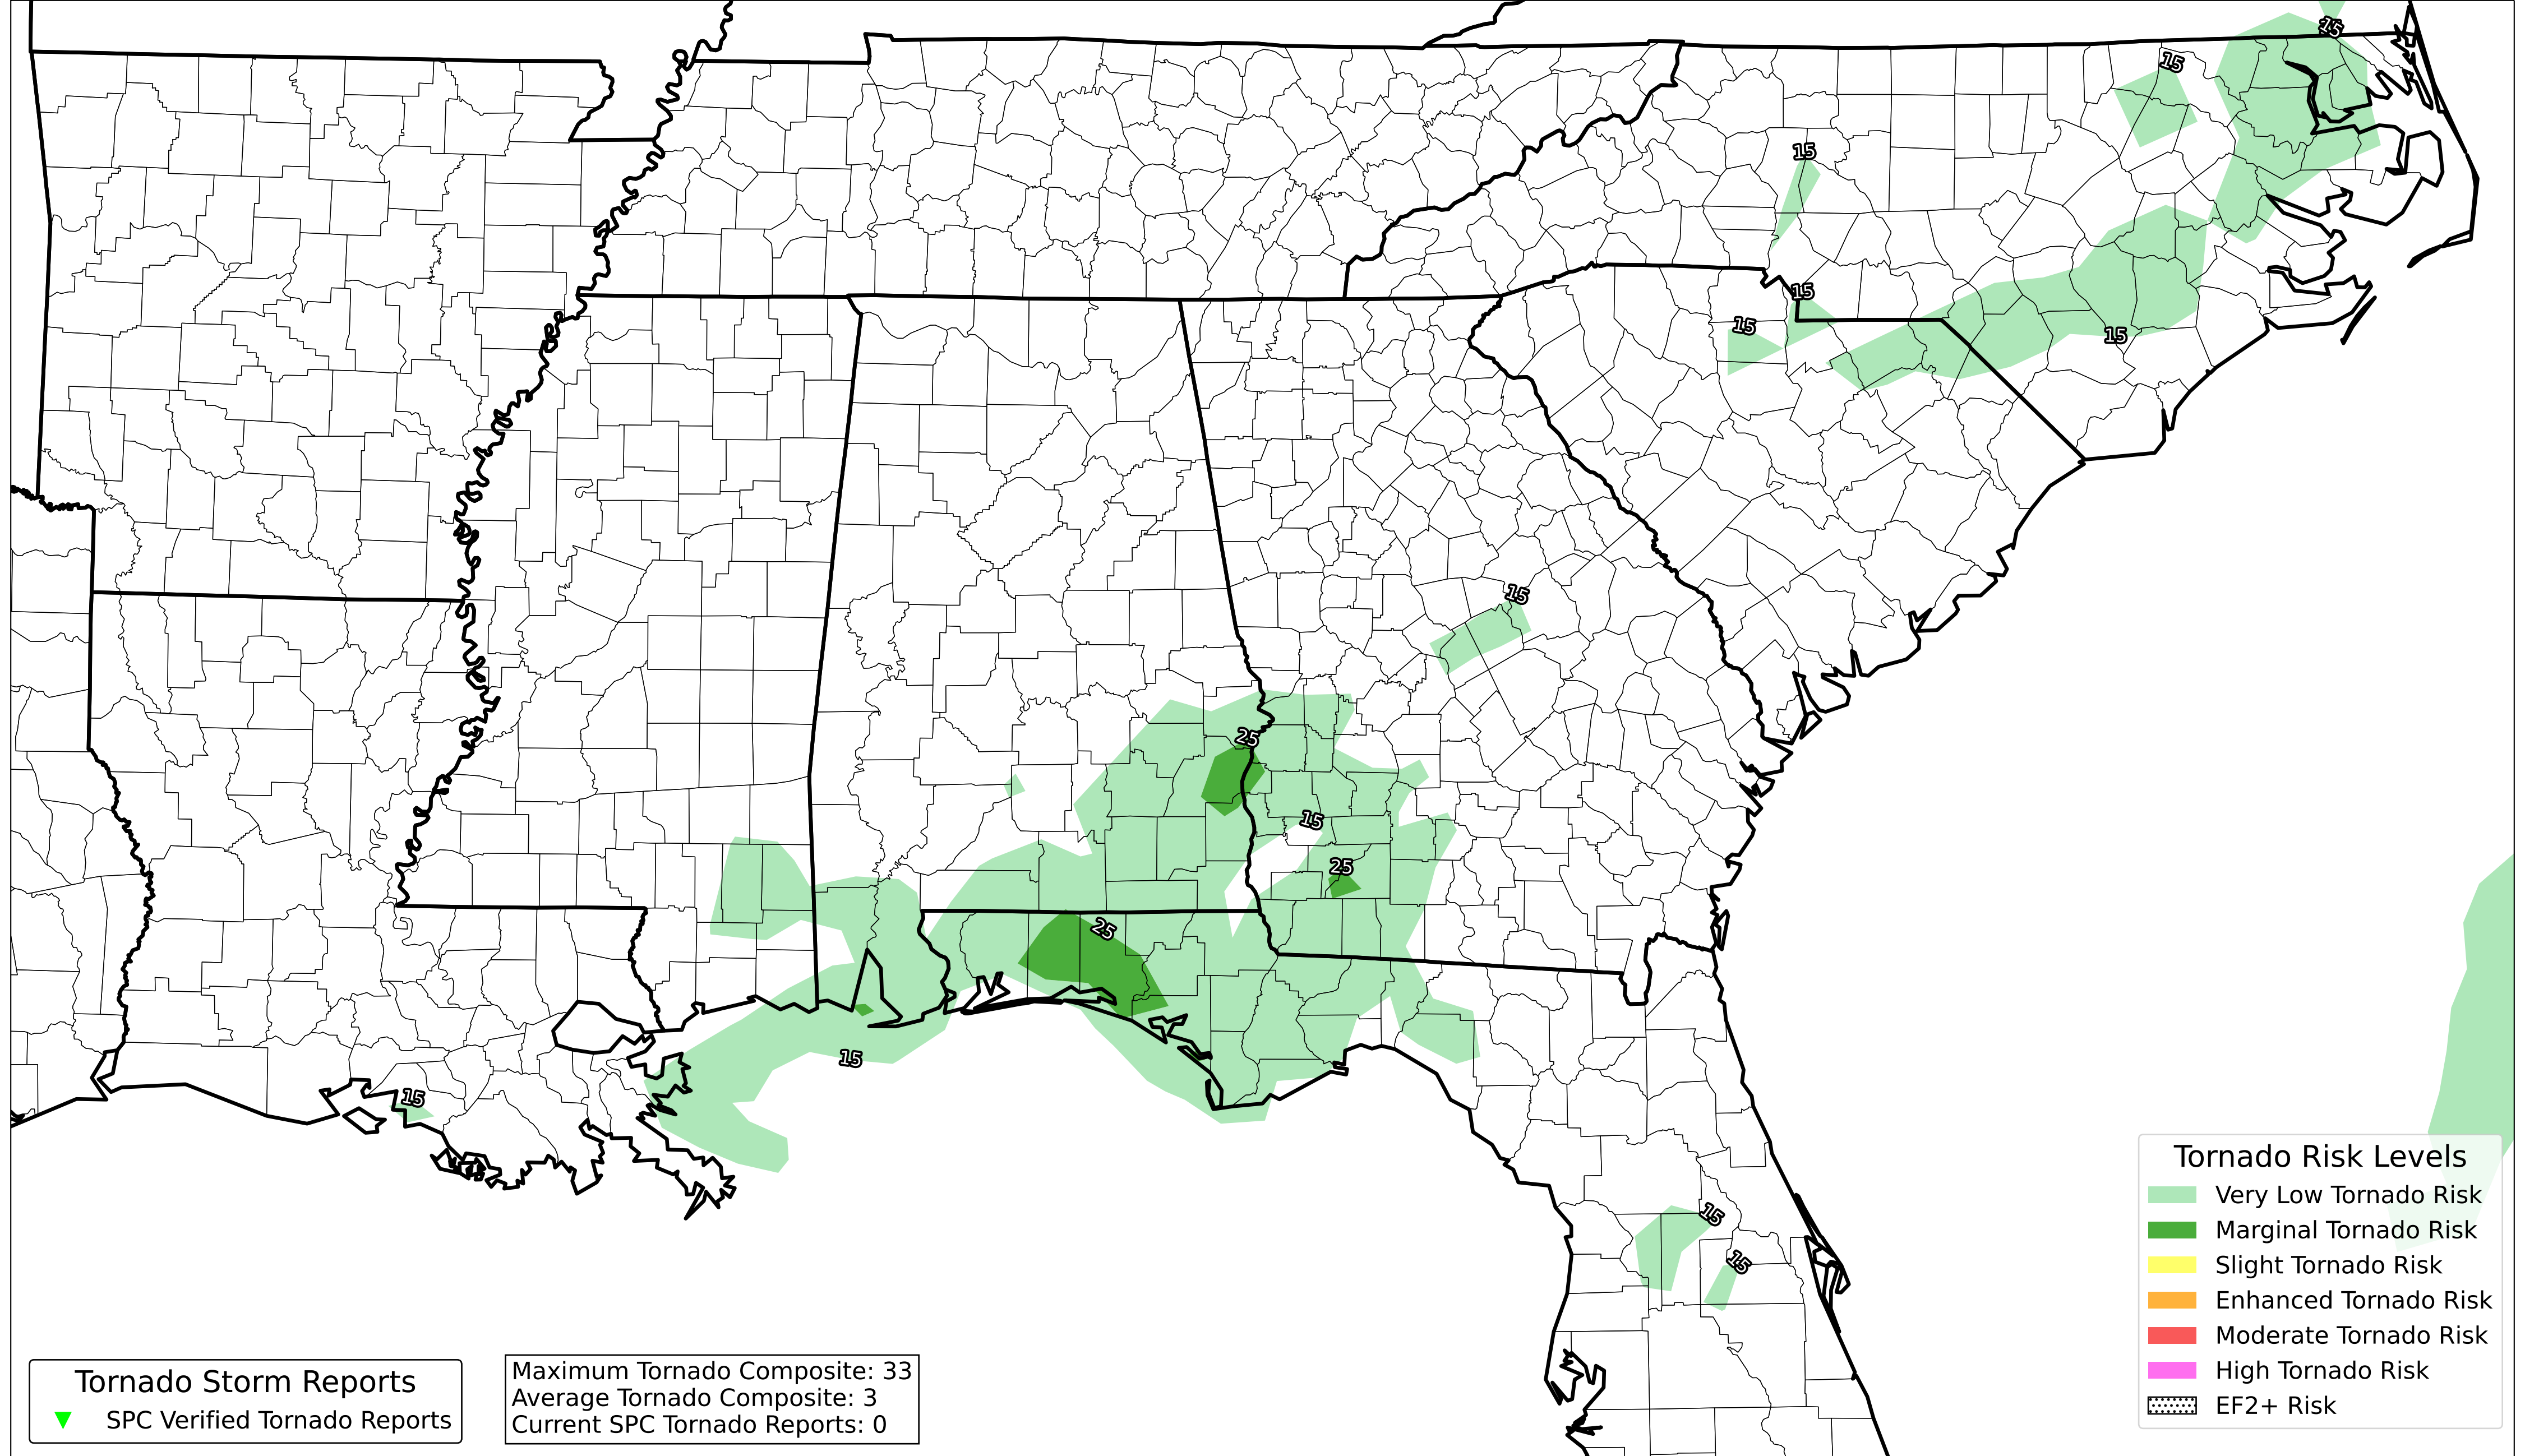 15
15
15
15
15
15
15
25
15
25
25
15
15
15
15
Tornado Risk Levels
Very Low Tornado Risk
Marginal Tornado Risk
Slight Tornado Risk
Enhanced Tornado Risk
Moderate Tornado Risk
High Tornado Risk
EF2+ Risk
Tornado Storm Reports
SPC Verified Tornado Reports
Maximum Tornado Composite: 33
Average Tornado Composite: 3
Current SPC Tornado Reports: 0